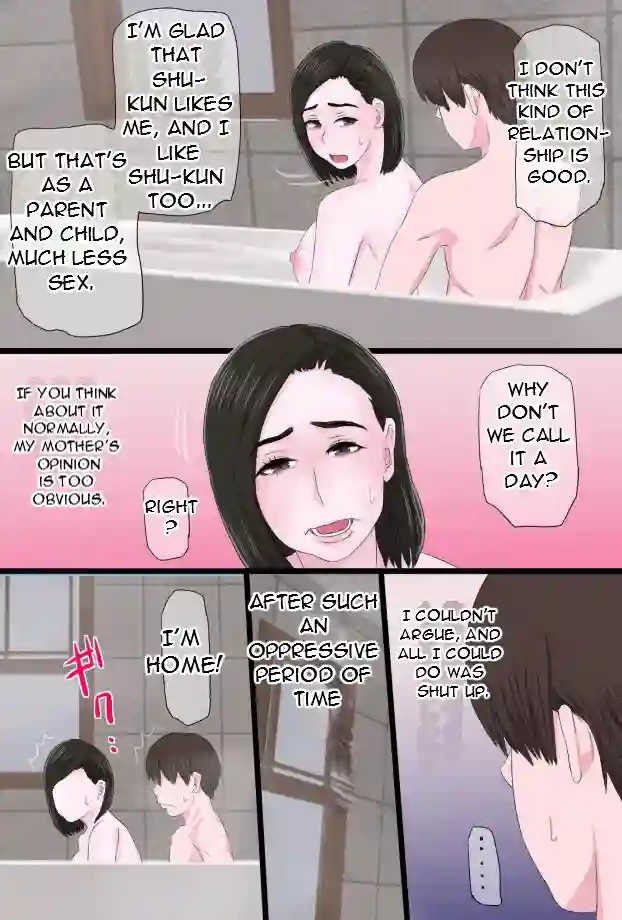 I DON'T
THINK THIS
KIND OF
RELATION-
SHIP IS
GOOD.
I'M GLAD
THAT
SHU-
KUN LIKES
ME, AND I
LIKE
SHU-KUN
TOO...
BUT THAT'S
AS A
PARENT
AND CHILD,
MUCH LESS
SEX.
WHY
DON'T
WE CALL
IT A
DAY?
RIGHT
?
IF YOU THINK
ABOUT IT
NORMALLY,
MY MOTHER'S
OPINION
IS TOO
OBVIOUS.
I COULDN'T
ARGUE, AND
ALL I COULD
DO WAS
SHUT UP.
.....
AFTER SUCH
AN
OPPRESSIVE
PERIOD OF
TIME
I'M
HOME!
ギク